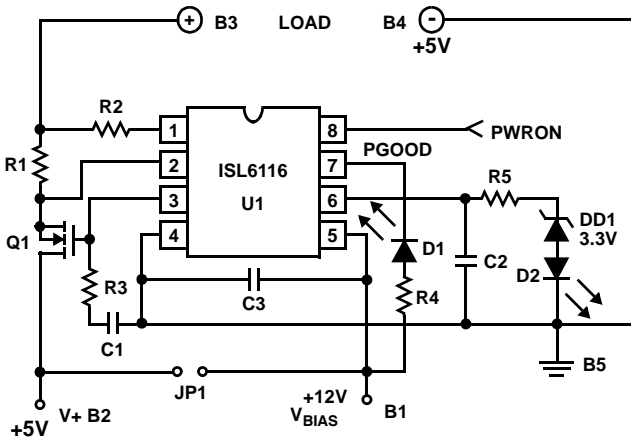 + B3 LOAD B4 -
+5V
R2 1 8 PWRON
ISL6116
PGOOD
R1 2 7
R5
U1
3 6
DD1
3.3V
Q1 4 5
D1 C2 D2
R3 C3 R4
C1
B5
JP1
+12V
V+ B2 VBIAS B1
+5V